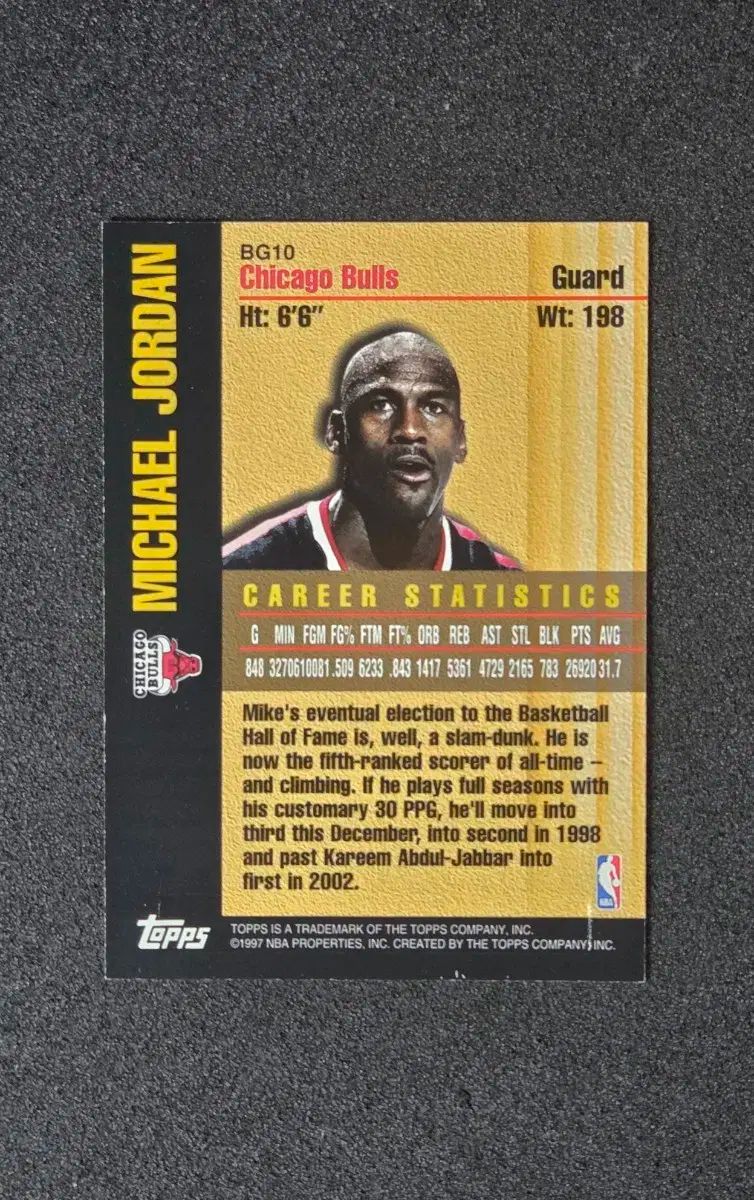 MICHAEL JORDAN
CHICAGO
BULLS
BG10
Chicago Bulls Guard
Ht: 6'6" Wt: 198
CAREER STATISTICS
G MIN FGM FG% FTM FT% ORB REB AST STL BLK PTS AVG
848 32706 10081 .509 6233 .843 1417 5361 4729 2165 783 26920 31.7
Mike's eventual election to the Basketball
Hall of Fame is, well, a slam-dunk. He is
now the fifth-ranked scorer of all-time –
and climbing. If he plays full seasons with
his customary 30 PPG, he'll move into
third this December, into second in 1998
and past Kareem Abdul-Jabbar into
first in 2002.
NBA
Topps
TOPPS IS A TRADEMARK OF THE TOPPS COMPANY, INC.
©1997 NBA PROPERTIES, INC. CREATED BY THE TOPPS COMPANY, INC.